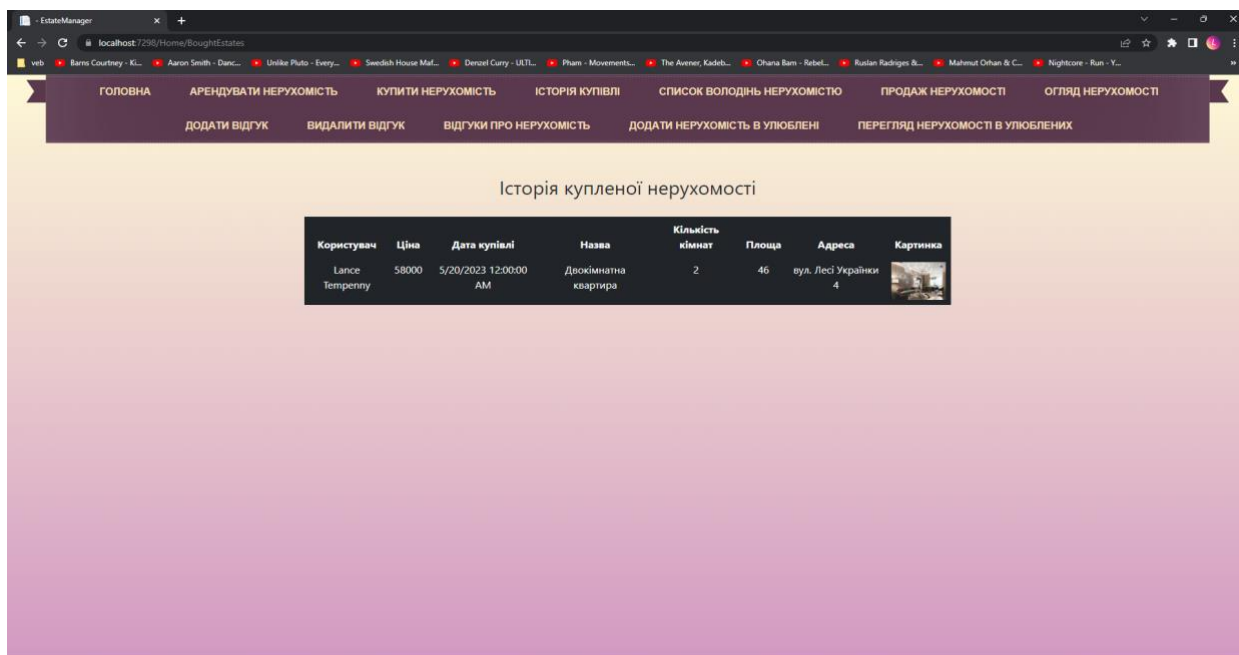 - EstateManager
localhost:7298/Home/BoughtEstates
veb Barns Courtney - Ki... Aaron Smith - Danc... Unlike Pluto - Every... Swedish House Maf... Denzel Curry - ULTI... Pham - Movements... The Avener, Kadeb... Ohana Bam - Rebel... Ruslan Radriges &... Mahmut Orhan & C... Nightcore - Run - Y...
ГОЛОВНА АРЕНДУВАТИ НЕРУХОМІСТЬ КУПИТИ НЕРУХОМІСТЬ ІСТОРІЯ КУПІВЛІ СПИСОК ВОЛОДІНЬ НЕРУХОМІСТЮ ПРОДАЖ НЕРУХОМОСТІ ОГЛЯД НЕРУХОМОСТІ
ДОДАТИ ВІДГУК ВИДАЛИТИ ВІДГУК ВІДГУКИ ПРО НЕРУХОМІСТЬ ДОДАТИ НЕРУХОМІСТЬ В УЛЮБЛЕНІ ПЕРЕГЛЯД НЕРУХОМОСТІ В УЛЮБЛЕНИХ
Історія купленої нерухомості
Кількість
Користувач Ціна Дата купівлі Назва кімнат Площа Адреса Картинка
Lance 58000 5/20/2023 12:00:00 Двокімнатна 2 46 вул. Лесі Українки
Tempenny AM квартира 4